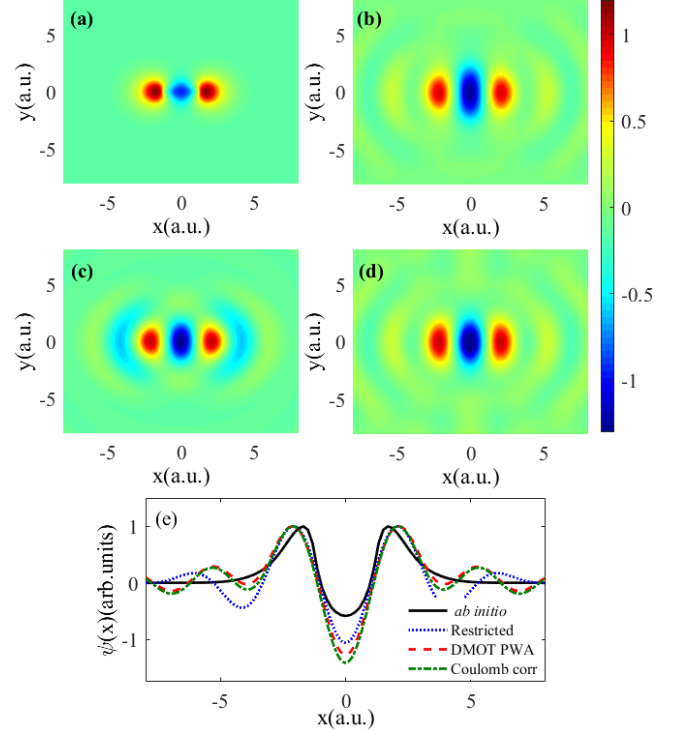 (a)
y(a.u.)
5
0
-5
-5
0
5
x(a.u.)
(b)
y(a.u.)
5
0
-5
-5
0
5
x(a.u.)
1
0.5
0
-0.5
-1
(c)
y(a.u.)
5
0
-5
-5
0
5
x(a.u.)
(d)
y(a.u.)
5
0
-5
-5
0
5
x(a.u.)
(e)
ψ(x)(arb.units)
1
0
-1
ab initio
Restricted
DMOT PWA
Coulomb corr
-5
0
5
x(a.u.)